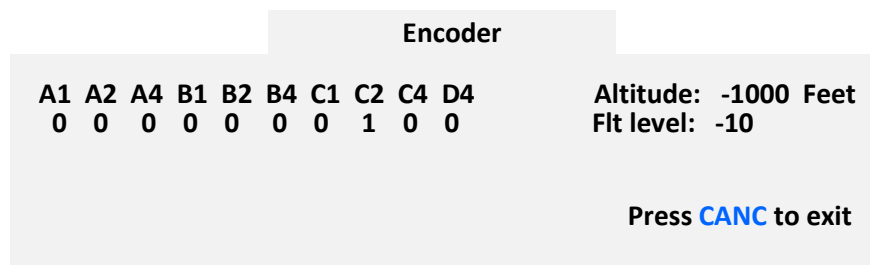 Encoder
A1 A2 A4 B1 B2 B4 C1 C2 C4 D4 Altitude: -1000 Feet
0 0 0 0 0 0 0 1 0 0 Flt level: -10
Press CANC to exit